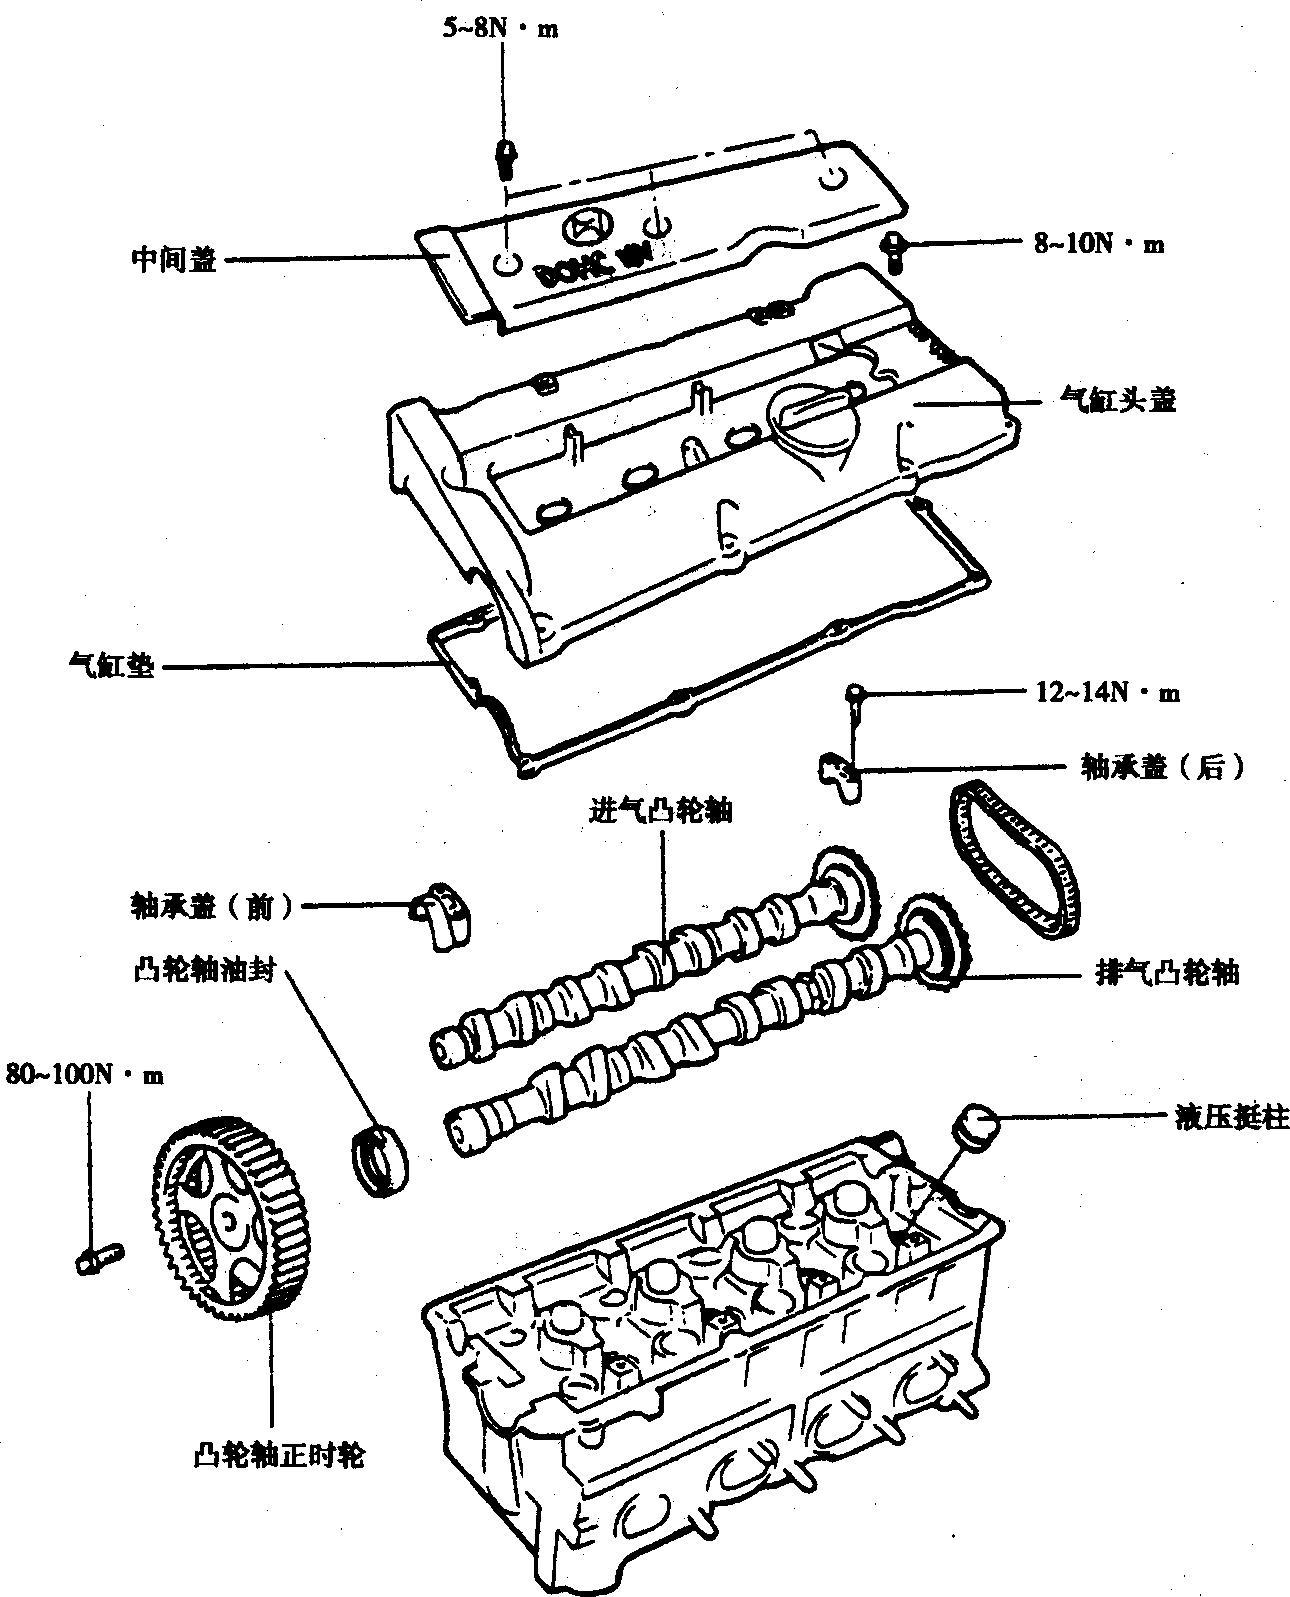 5~8N·m
中间盖
8~10N·m
气缸头盖
气缸垫
12~14N·m
轴承盖(后)
进气凸轮轴
轴承盖(前)
凸轮轴油封
排气凸轮轴
80~100N·m
液压挺柱
凸轮轴正时轮